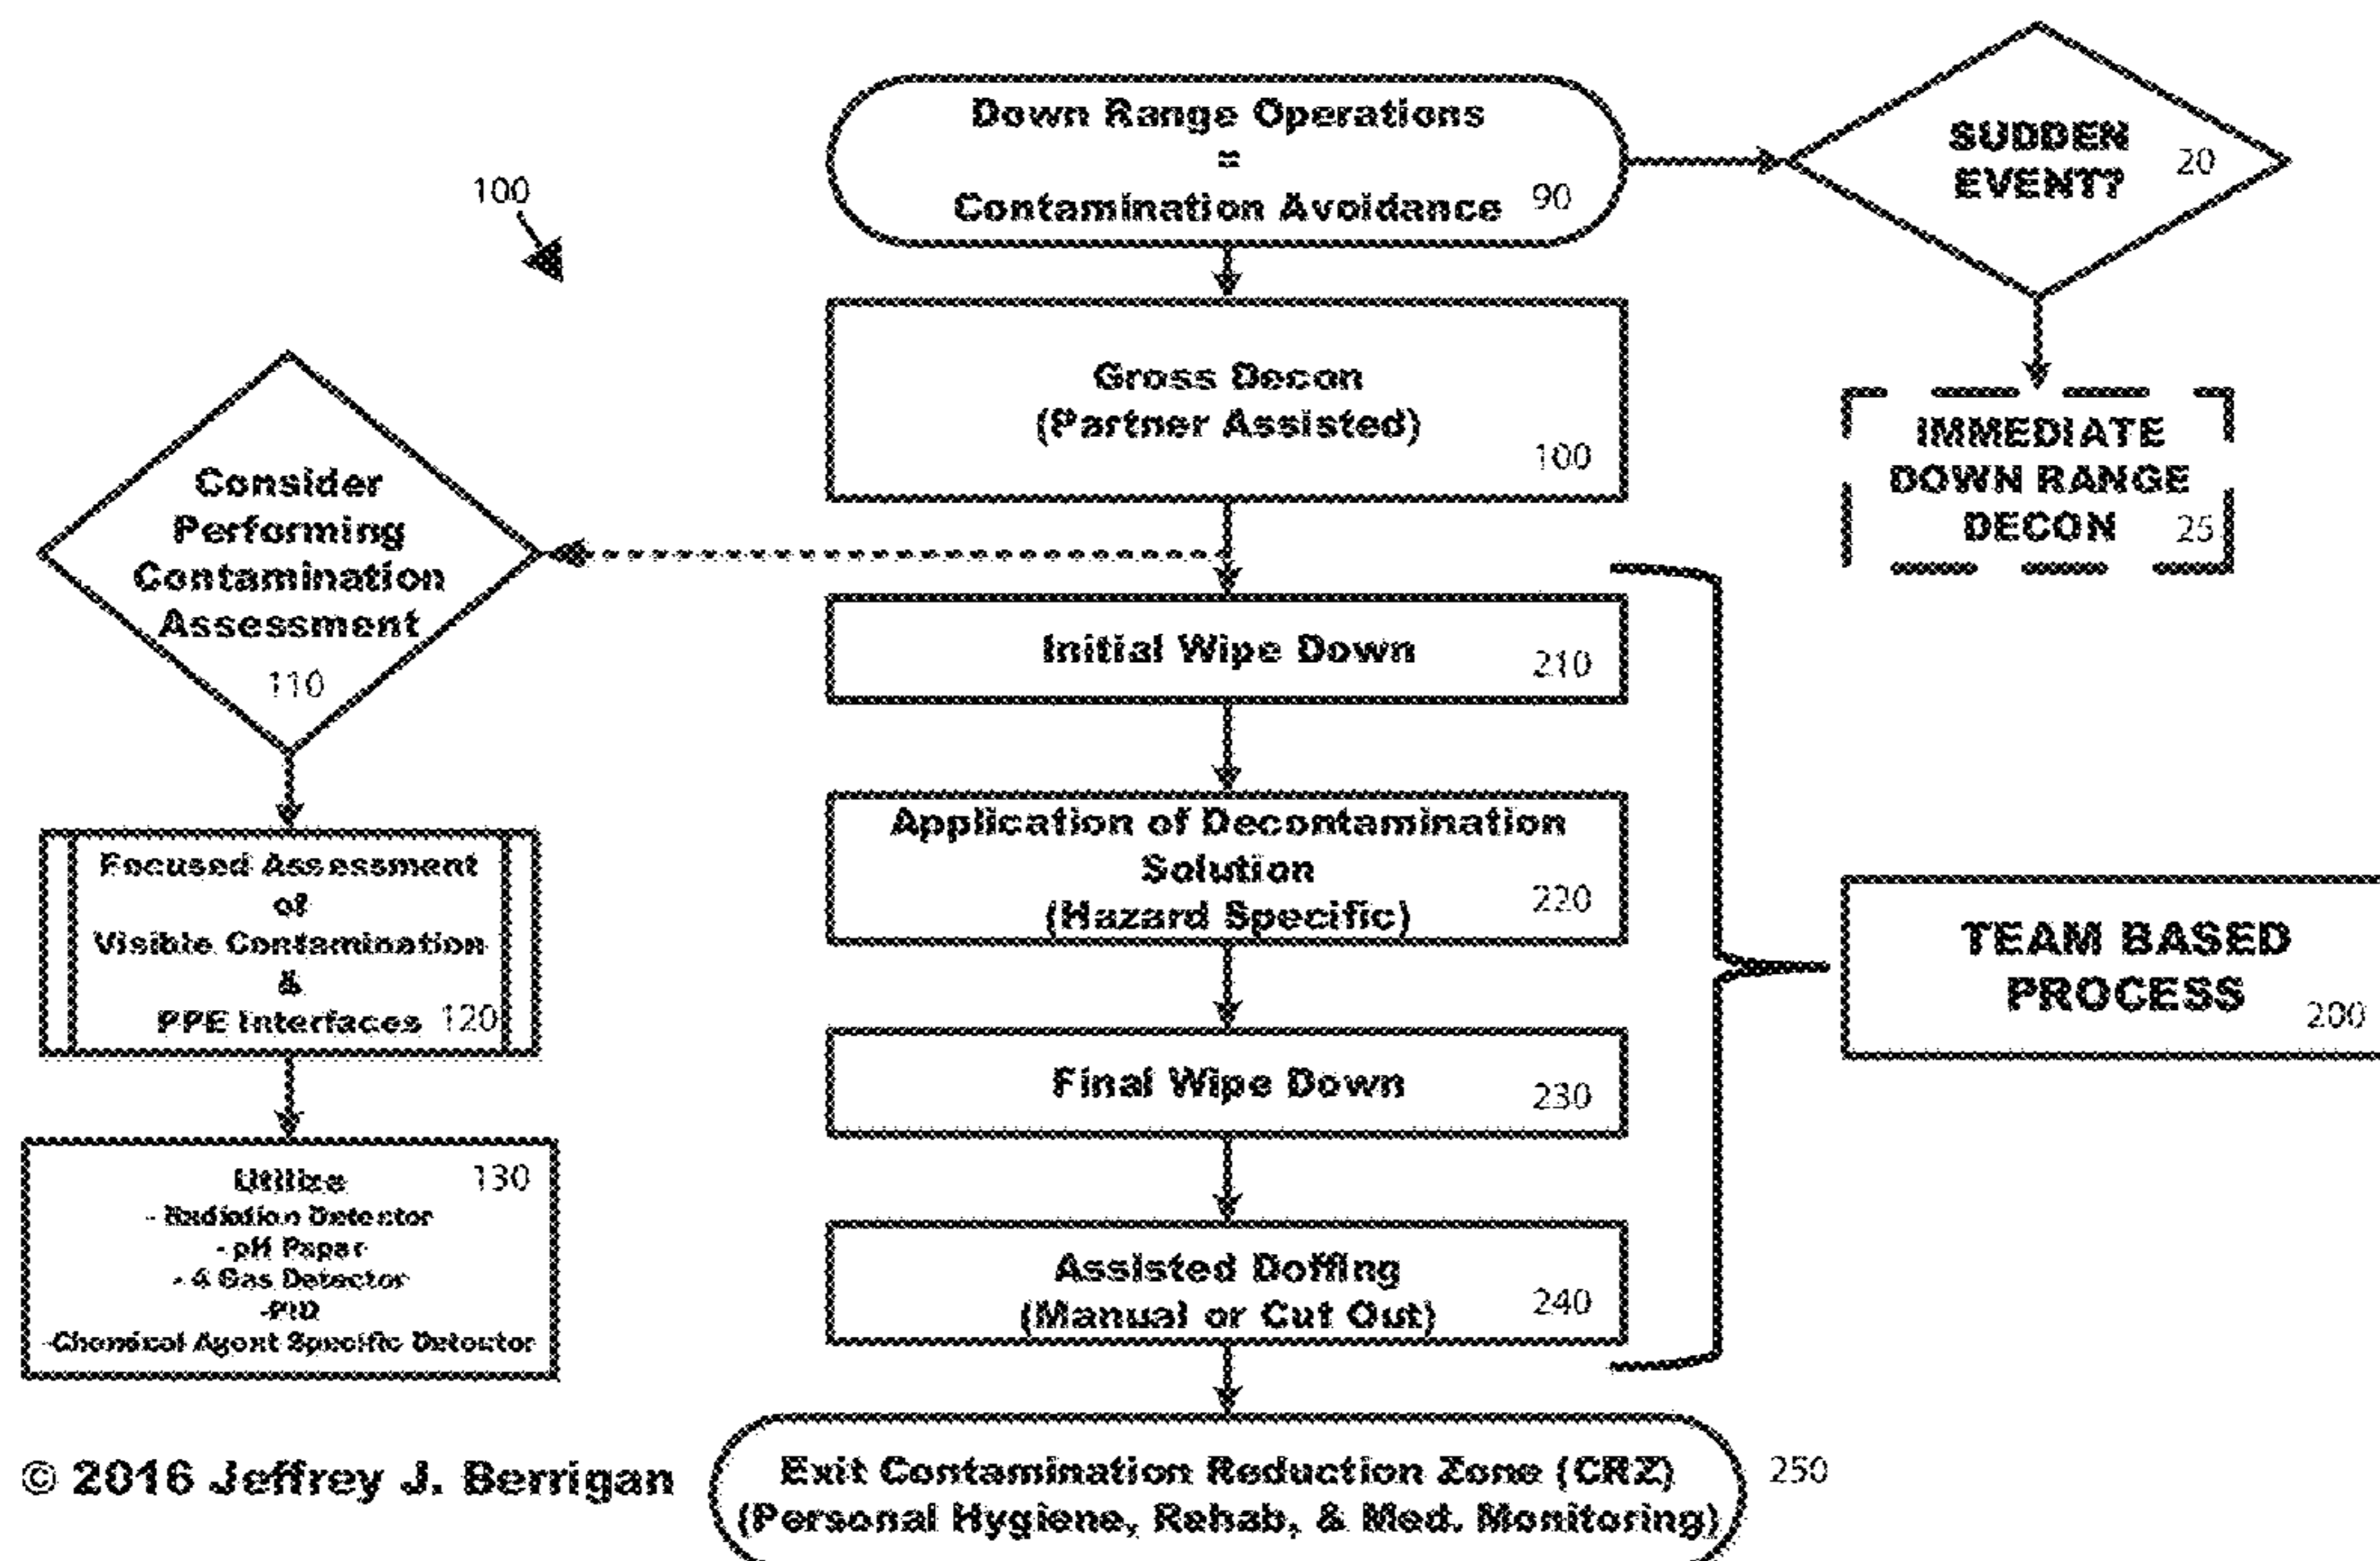 Down Range Operations
=
Contamination Avoidance 90
SUDDEN
EVENT?
20
100
Gross Decon
(Partner Assisted)
100
IMMEDIATE
DOWN RANGE
DECON
25
Consider
Performing
Contamination
Assessment
110
Initial Wipe Down
210
Application of Decontamination
Solution
(Hazard Specific)
220
Focused Assessment
of
Visible Contamination
&
PPE Interfaces 120
TEAM BASED
PROCESS
200
Final Wipe Down
230
Utilize
130
- Radiation Detector
- pH Paper
- 4 Gas Detector
-PID
-Chemical Agent Specific Detector
Assisted Doffing
(Manual or Cut Out)
240
Exit Contamination Reduction Zone (CRZ)
(Personal Hygiene, Rehab, & Med. Monitoring)
250
© 2016 Jeffrey J. Berrigan